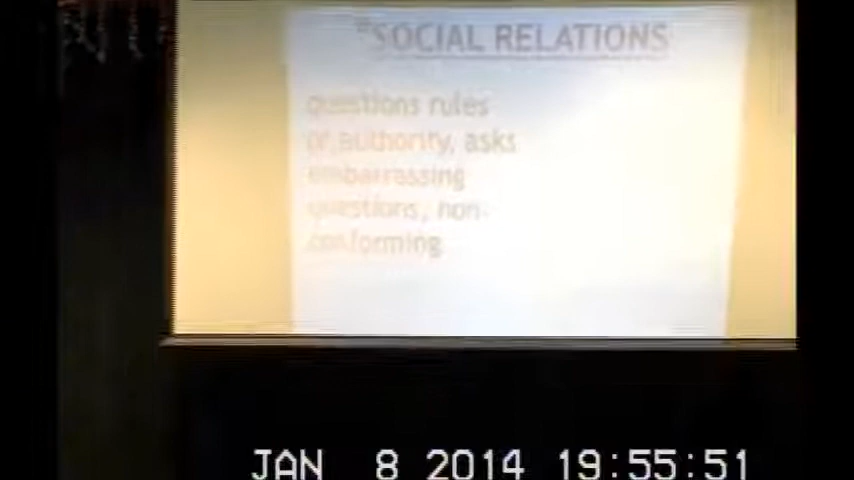 "SOCIAL RELATIONS
questions rules
or authority, asks
embarrassing
questions, non-
conforming
JAN 8 2014 19:55:51